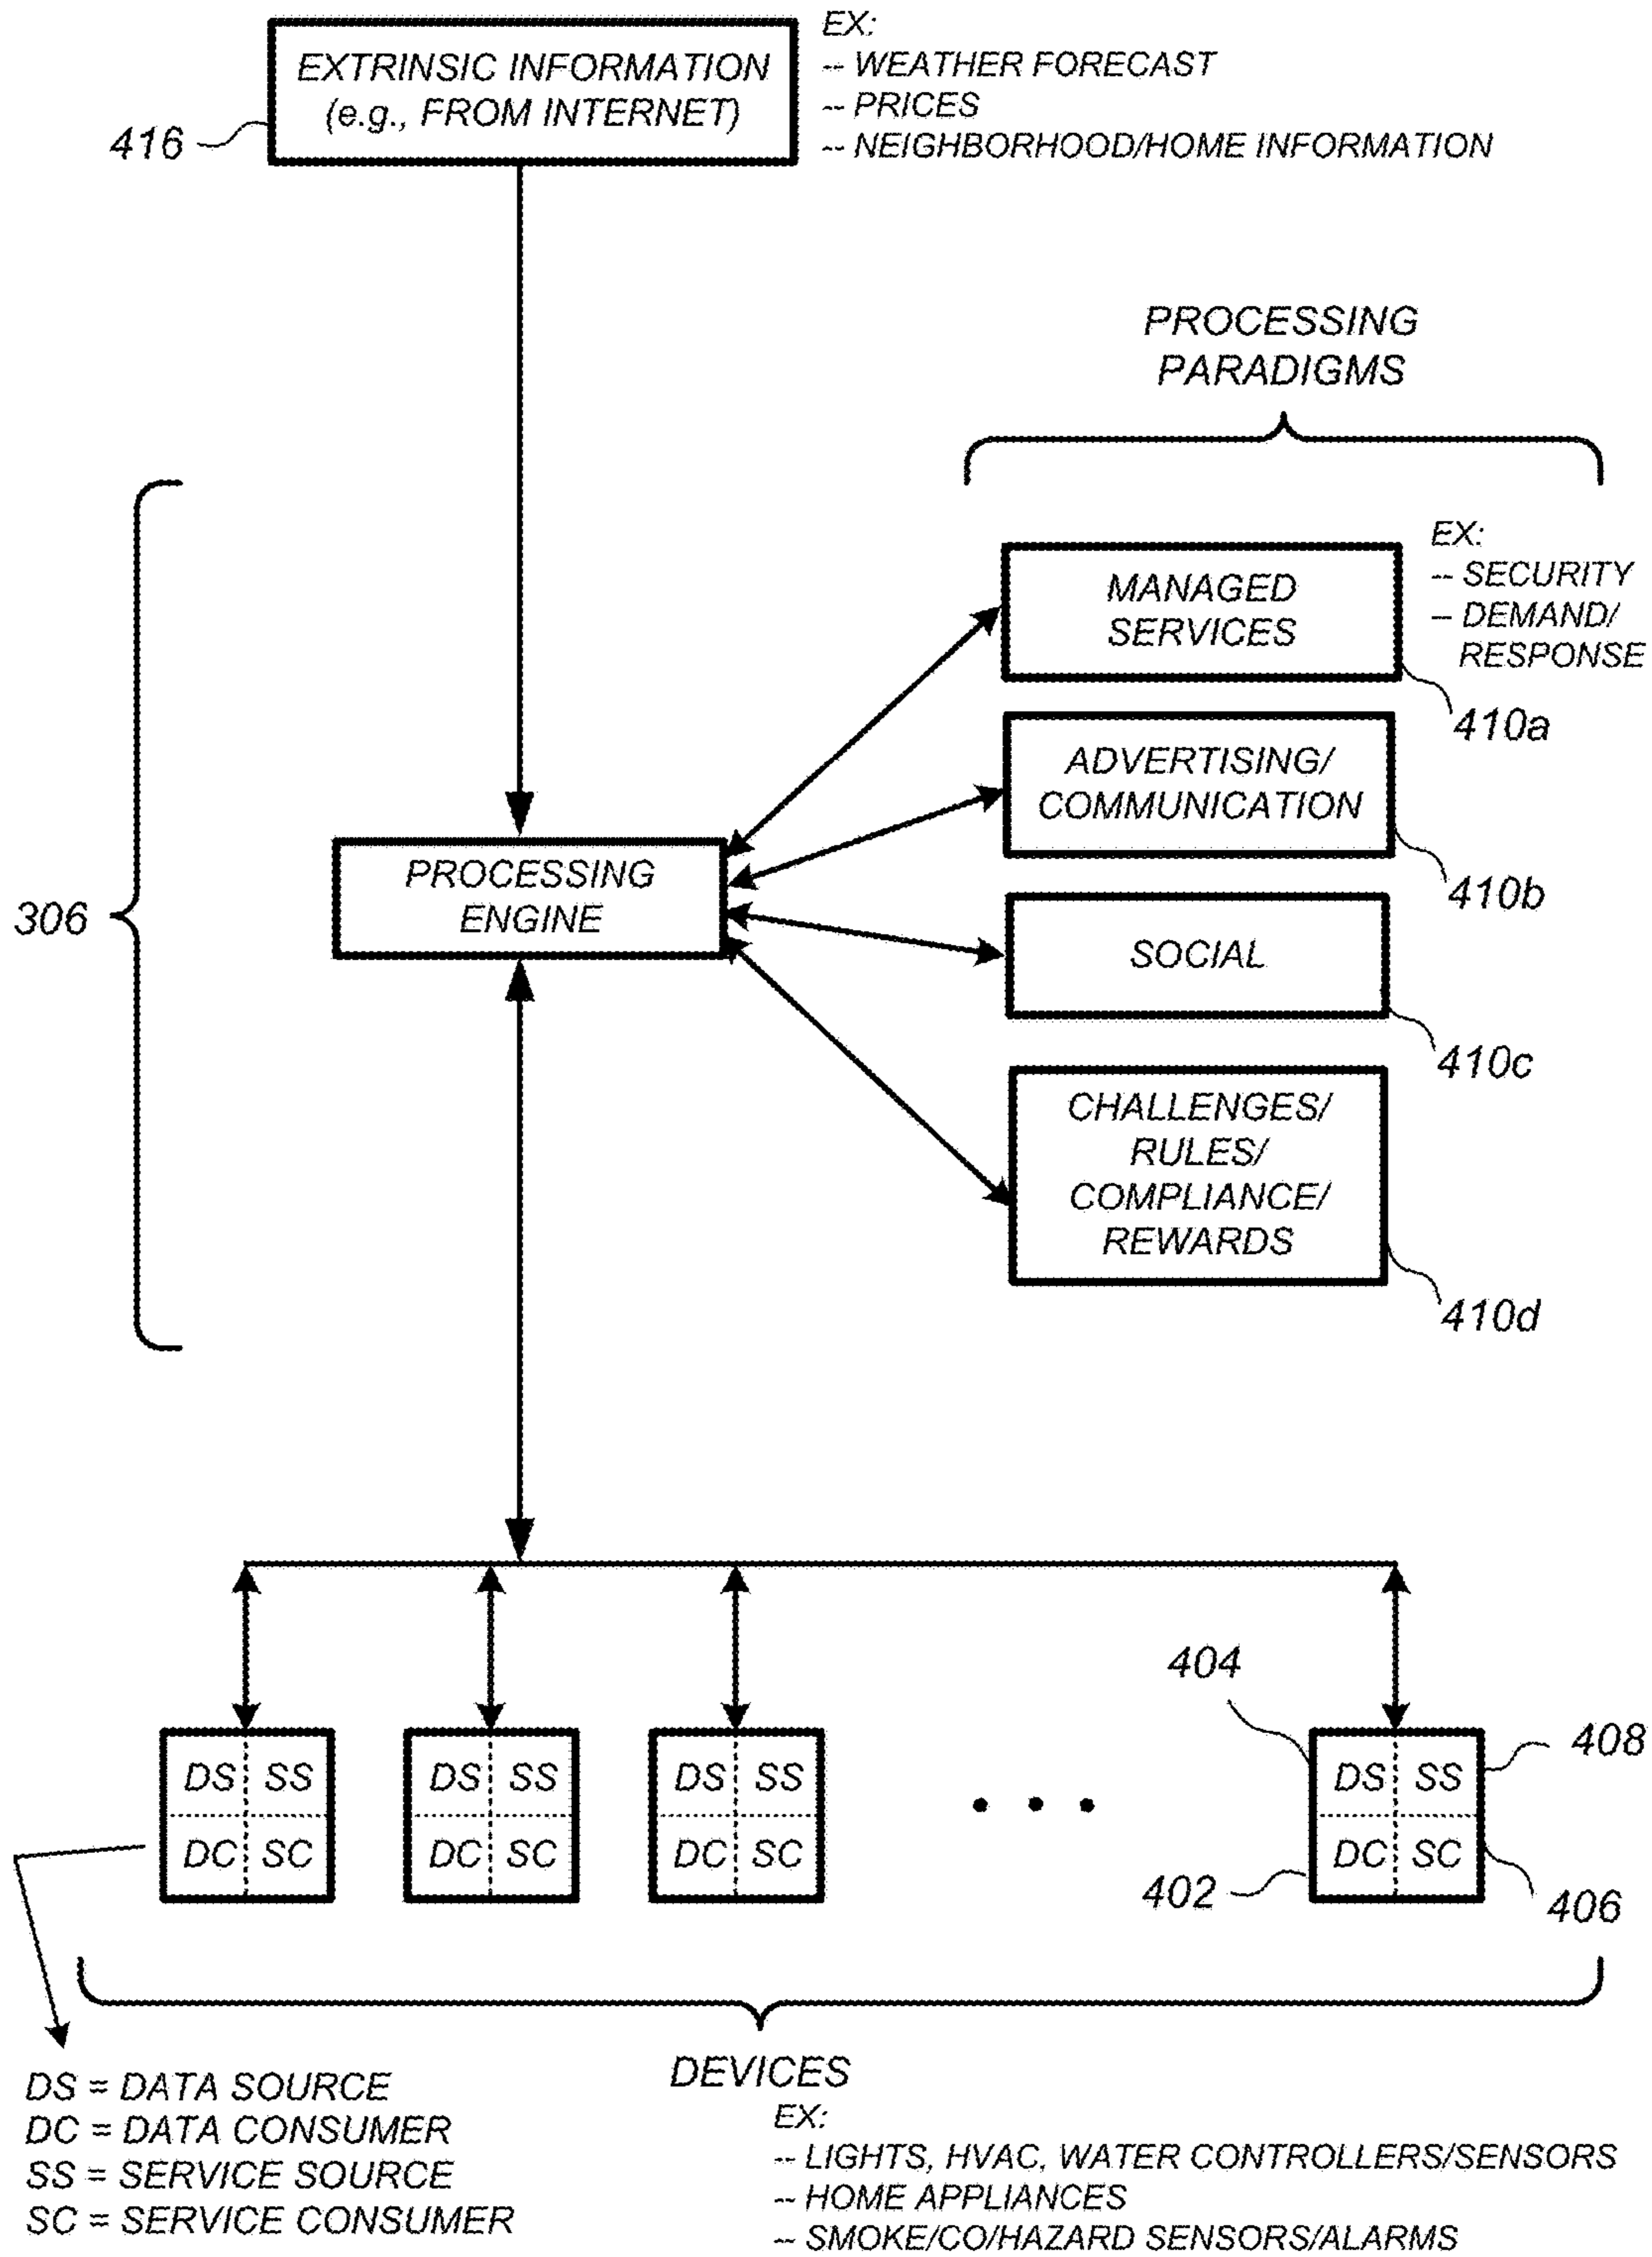 EXTRINSIC INFORMATION
(e.g., FROM INTERNET)
416
EX:
-- WEATHER FORECAST
-- PRICES
-- NEIGHBORHOOD/HOME INFORMATION
PROCESSING
PARADIGMS
306
PROCESSING
ENGINE
MANAGED
SERVICES
EX:
-- SECURITY
-- DEMAND/
RESPONSE
410a
ADVERTISING/
COMMUNICATION
410b
SOCIAL
410c
CHALLENGES/
RULES/
COMPLIANCE/
REWARDS
410d
DS SS
DC SC
DS SS
DC SC
DS SS
DC SC
• • •
404
408
DS SS
DC SC
402
406
DS = DATA SOURCE
DC = DATA CONSUMER
SS = SERVICE SOURCE
SC = SERVICE CONSUMER
DEVICES
EX:
-- LIGHTS, HVAC, WATER CONTROLLERS/SENSORS
-- HOME APPLIANCES
-- SMOKE/CO/HAZARD SENSORS/ALARMS